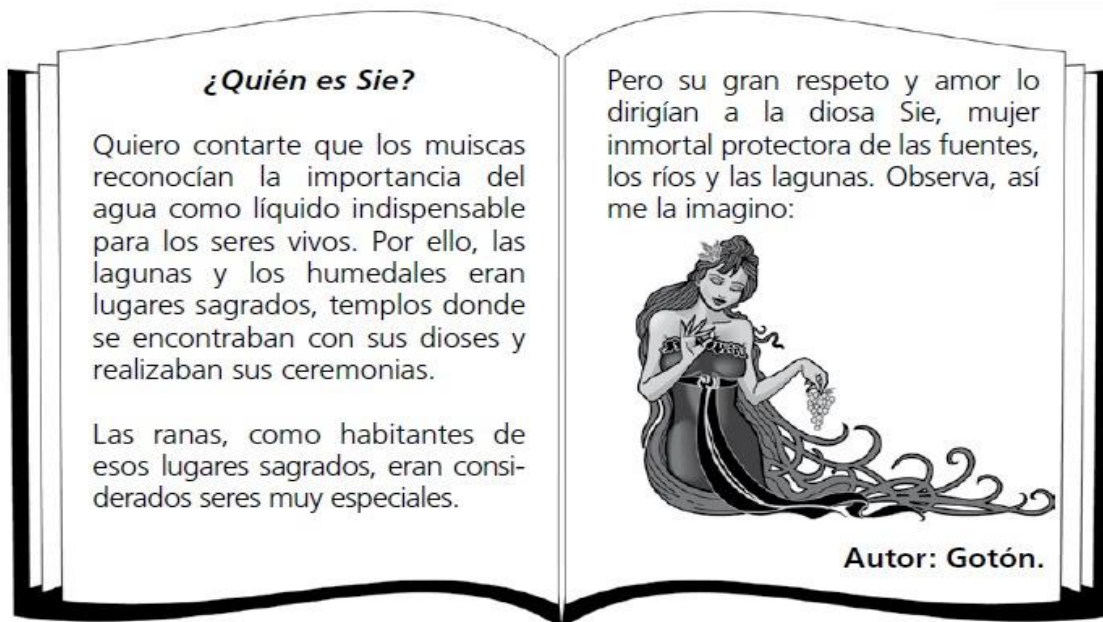 ¿Quién es Sie?
Quiero contarte que los muiscas
reconocían la importancia del
agua como líquido indispensable
para los seres vivos. Por ello, las
lagunas y los humedales eran
lugares sagrados, templos donde
se encontraban con sus dioses y
realizaban sus ceremonias.
Las ranas, como habitantes de
esos lugares sagrados, eran consi-
derados seres muy especiales.
Pero su gran respeto y amor lo
dirigían a la diosa Sie, mujer
inmortal protectora de las fuentes,
los ríos y las lagunas. Observa, así
me la imagino:
Autor: Gotón.